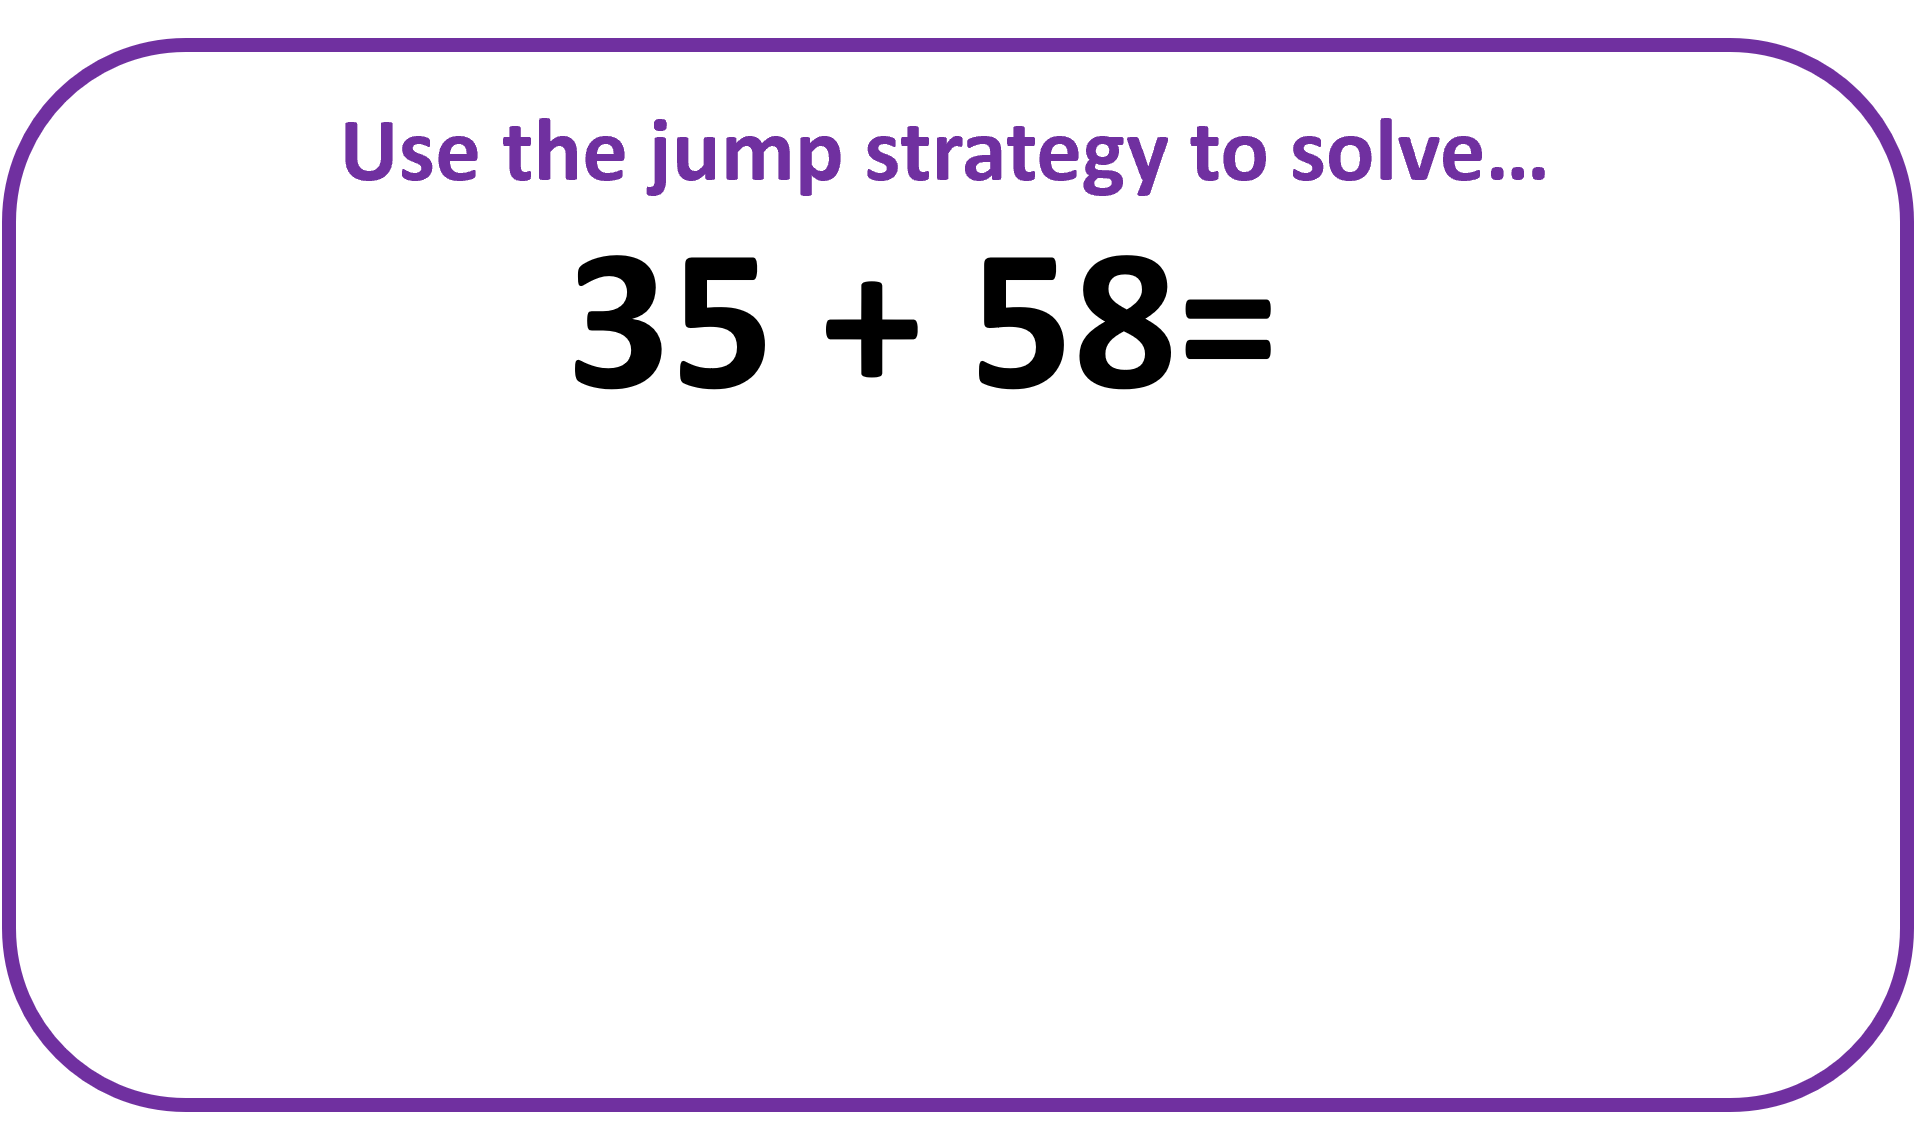 Use the jump strategy to solve…
35 + 58=